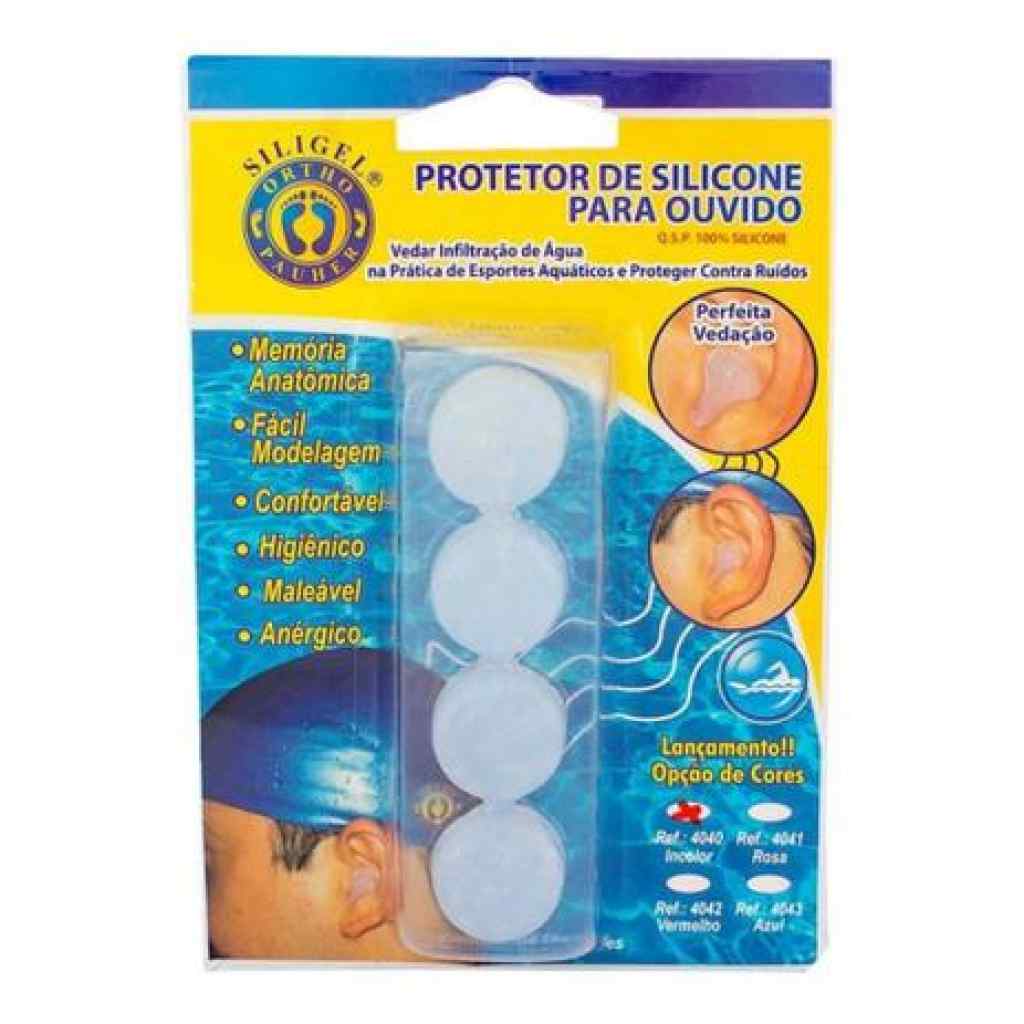 SILIGEL®
ORTHO
PAUHER
PROTETOR DE SILICONE
PARA OUVIDO
Q.S.P. 100% SILICONE
Vedar Infiltração de Água
na Prática de Esportes Aquáticos e Proteger Contra Ruídos
Perfeita
Vedação
• Memória
Anatômica
• Fácil
Modelagem
• Confortável
• Higiênico
• Maleável
• Anérgico
Lançamento!!
Opção de Cores
Ref.: 4040 Ref.: 4041
Incolor Rosa
Ref.: 4042 Ref.: 4043
Vermelho Azul